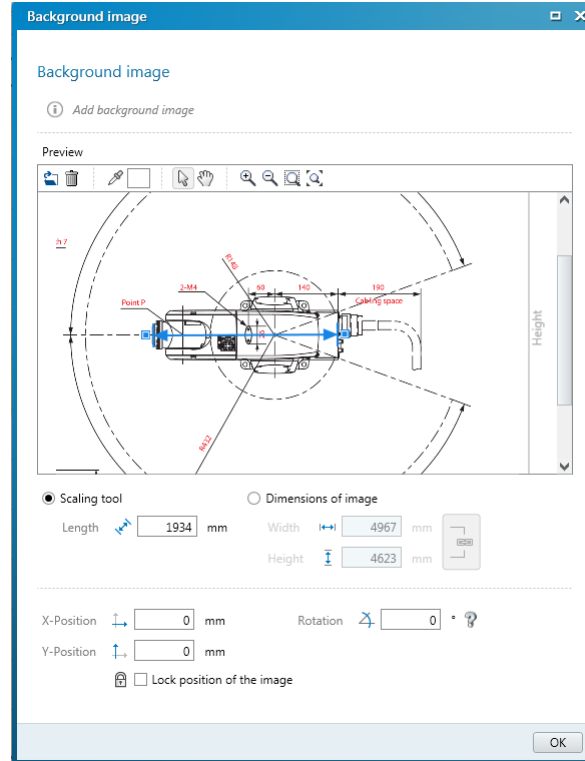 Background image
Background image
Add background image
Preview
R145
2-M4
60
140
190
Cabling space
Point P
R432
Height
Scaling tool
Dimensions of image
Length
1934 mm
Width
4967 mm
Height
4623 mm
X-Position
0 mm
Rotation
0 °
Y-Position
0 mm
Lock position of the image
OK